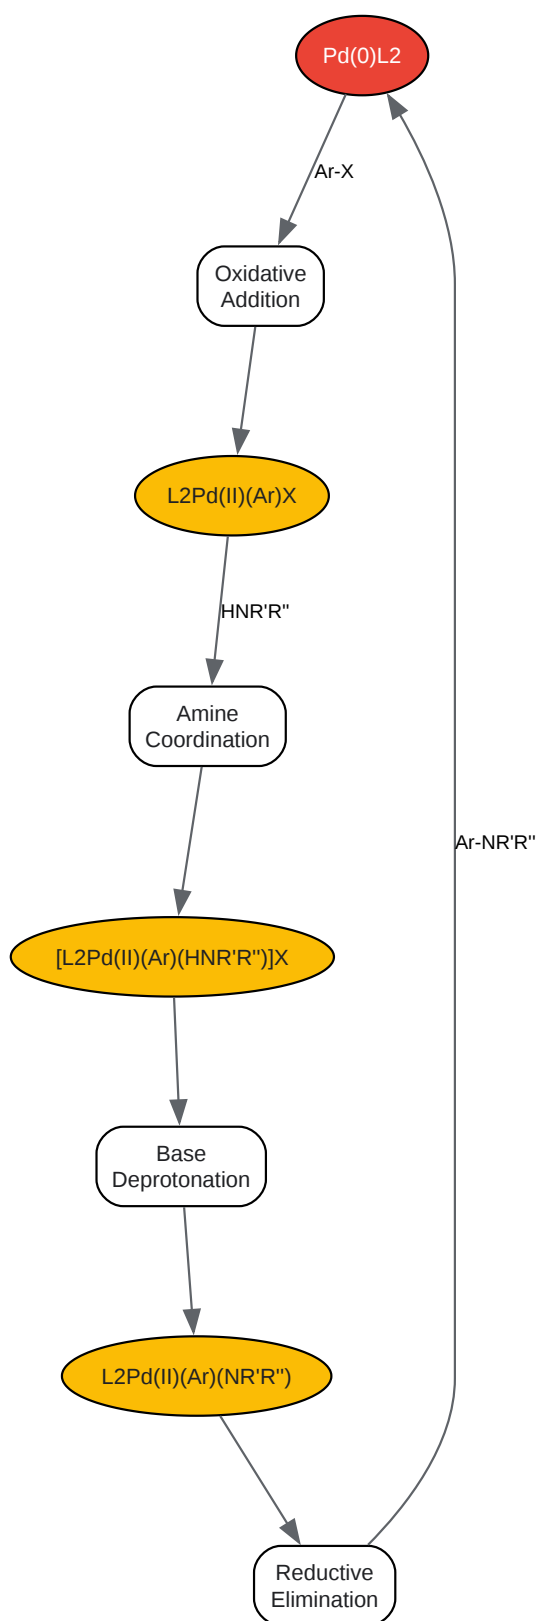 Pd(0)L2
Ar-X
Oxidative
Addition
L2Pd(II)(Ar)X
HNR'R"
Amine
Coordination
[L2Pd(II)(Ar)(HNR'R")]X
Ar-NR'R"
Base
Deprotonation
L2Pd(II)(Ar)(NR'R")
Reductive
Elimination